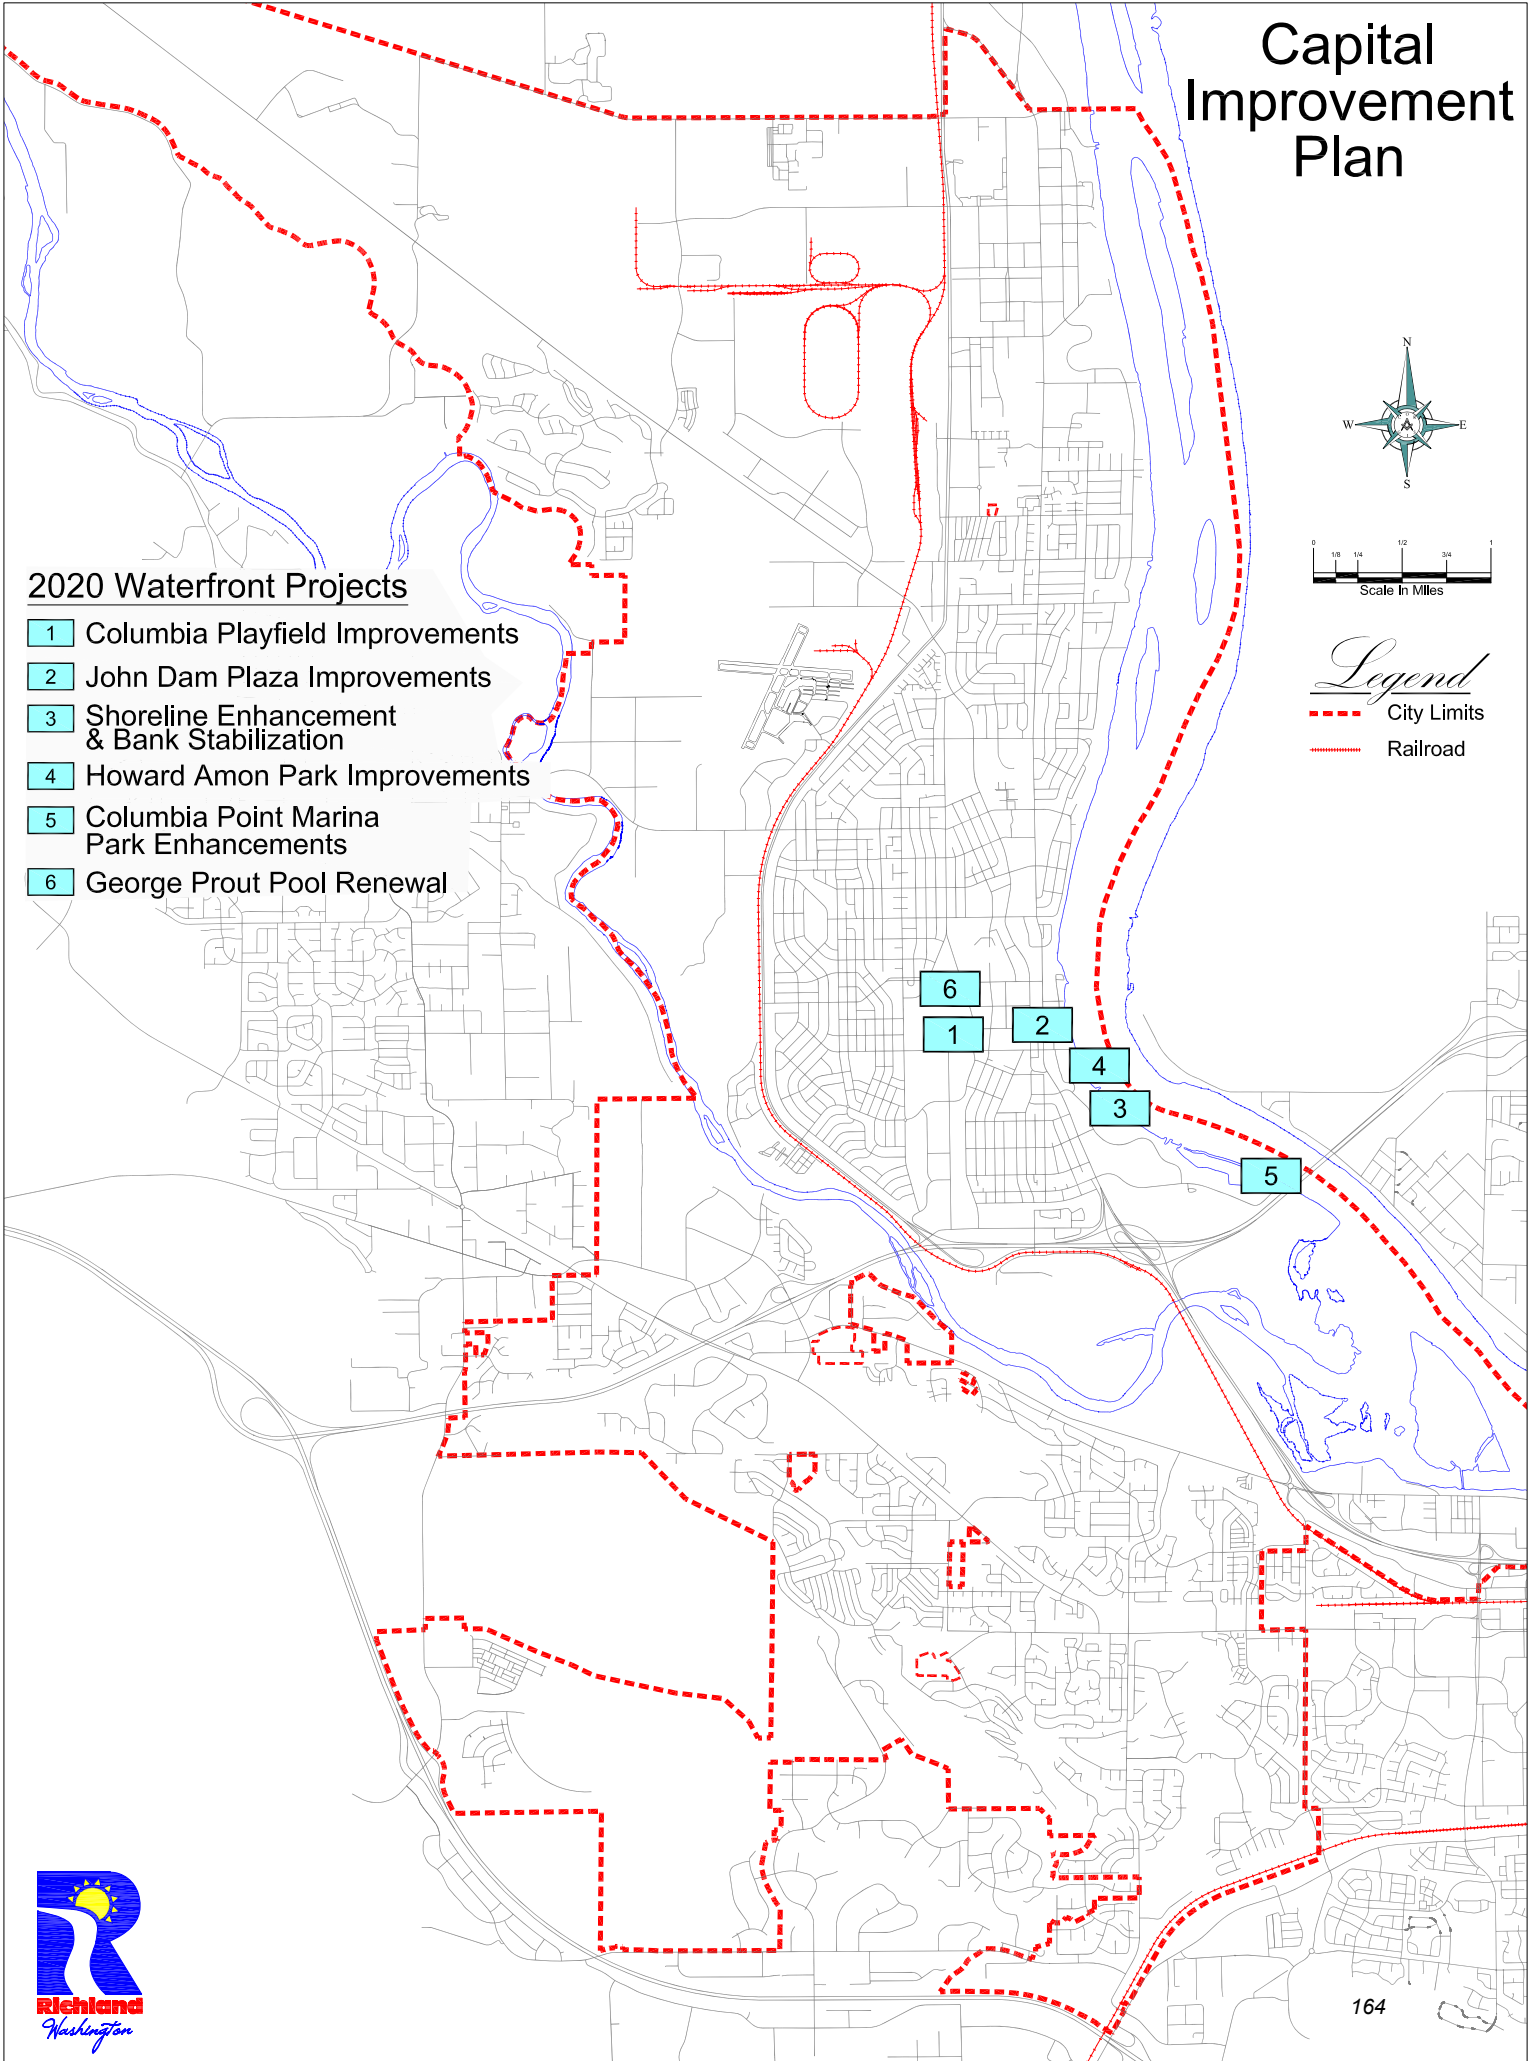 Capital
Improvement
Plan
N
W E
S
0 1/8 1/4 1/2 3/4 1
Scale In Miles
Legend
City Limits
Railroad
2020 Waterfront Projects
1 Columbia Playfield Improvements
2 John Dam Plaza Improvements
3 Shoreline Enhancement
& Bank Stabilization
4 Howard Amon Park Improvements
5 Columbia Point Marina
Park Enhancements
6 George Prout Pool Renewal
6
1
2
4
3
5
Richland
Washington
164